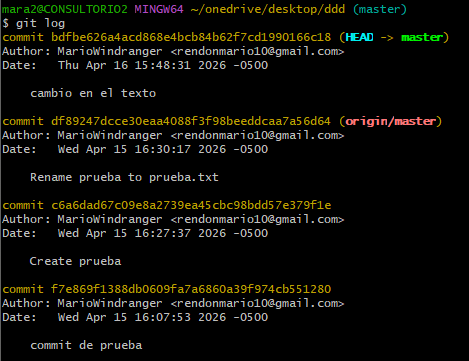 mara2@CONSULTORIO2 MINGW64 ~/onedrive/desktop/ddd (master)
$ git log
commit bdfbe626a4acd868e4bcb84b62f7cd1990166c18 (HEAD -> master)
Author: MarioWindranger <rendonmario10@gmail.com>
Date:   Thu Apr 16 15:48:31 2026 -0500

    cambio en el texto

commit df89247dcce30eaa4088f3f98beeddcaa7a56d64 (origin/master)
Author: MarioWindranger <rendonmario10@gmail.com>
Date:   Wed Apr 15 16:30:17 2026 -0500

    Rename prueba to prueba.txt

commit c6a6dad67c09e8a2739ea45cbc98bdd57e379f1e
Author: MarioWindranger <rendonmario10@gmail.com>
Date:   Wed Apr 15 16:27:37 2026 -0500

    Create prueba

commit f7e869f1388db0609fa7a6860a39f974cb551280
Author: MarioWindranger <rendonmario10@gmail.com>
Date:   Wed Apr 15 16:07:53 2026 -0500

    commit de prueba